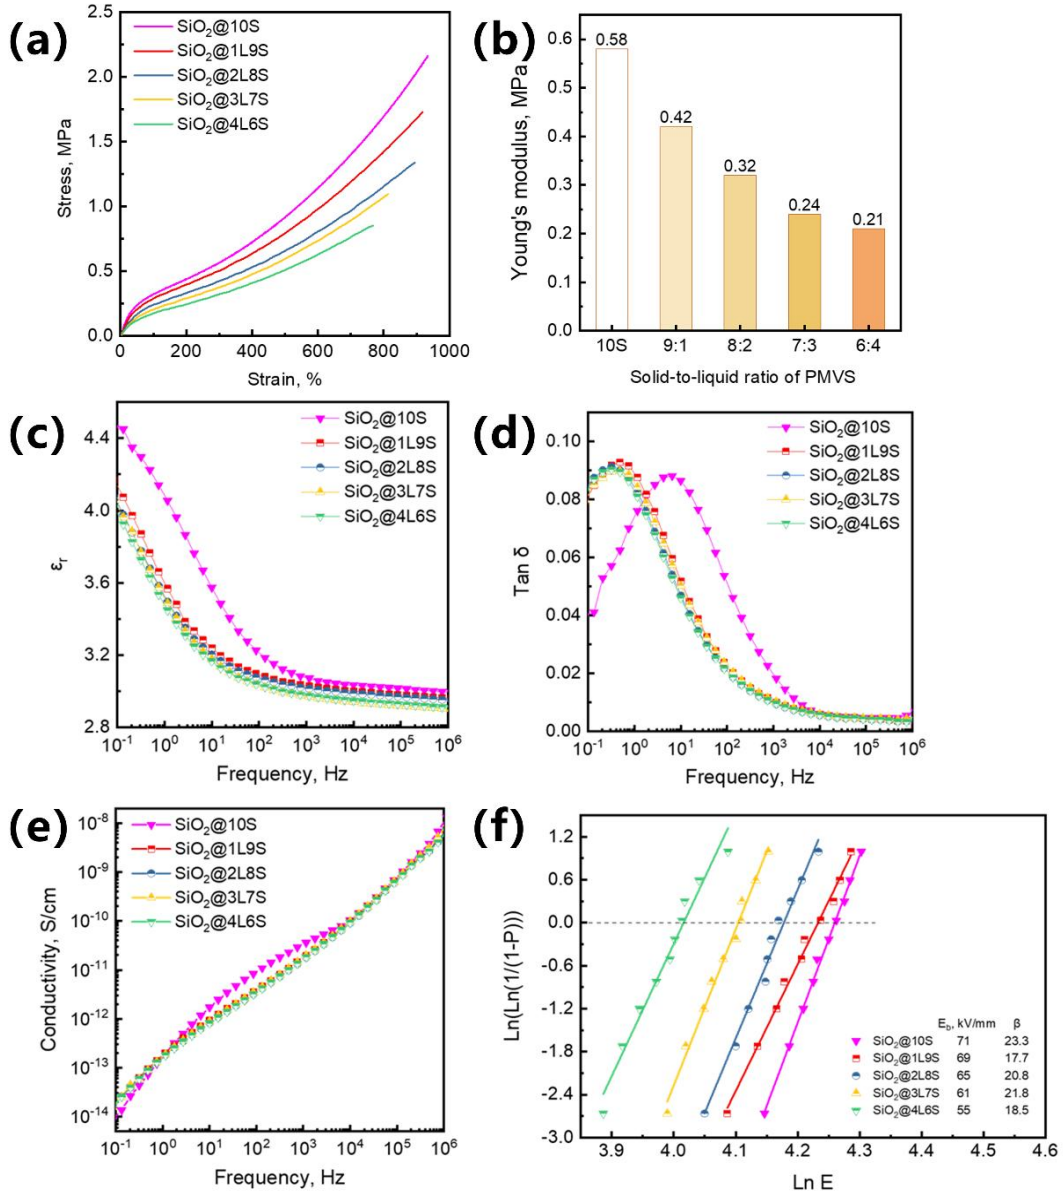 (a)
2.5
2.0
1.5
1.0
0.5
0.0
Stress, MPa
SiO₂@10S
SiO₂@1L9S
SiO₂@2L8S
SiO₂@3L7S
SiO₂@4L6S
0 200 400 600 800 1000
Strain, %
(b)
0.6
0.5
0.4
0.3
0.2
0.1
0.0
Young's modulus, MPa
0.58
0.42
0.32
0.24
0.21
10S 9:1 8:2 7:3 6:4
Solid-to-liquid ratio of PMVS
(c)
4.4
4.0
3.6
3.2
2.8
εᵣ
SiO₂@10S
SiO₂@1L9S
SiO₂@2L8S
SiO₂@3L7S
SiO₂@4L6S
10⁻¹ 10⁰ 10¹ 10² 10³ 10⁴ 10⁵ 10⁶
Frequency, Hz
(d)
0.10
0.08
0.06
0.04
0.02
0.00
Tan δ
SiO₂@10S
SiO₂@1L9S
SiO₂@2L8S
SiO₂@3L7S
SiO₂@4L6S
10⁻¹ 10⁰ 10¹ 10² 10³ 10⁴ 10⁵ 10⁶
Frequency, Hz
(e)
10⁻⁸
10⁻⁹
10⁻¹⁰
10⁻¹¹
10⁻¹²
10⁻¹³
10⁻¹⁴
Conductivity, S/cm
SiO₂@10S
SiO₂@1L9S
SiO₂@2L8S
SiO₂@3L7S
SiO₂@4L6S
10⁻¹ 10⁰ 10¹ 10² 10³ 10⁴ 10⁵ 10⁶
Frequency, Hz
(f)
1.2
0.6
0.0
-0.6
-1.2
-1.8
-2.4
-3.0
Ln(Ln(1/(1-P)))
E_b, kV/mm β
SiO₂@10S 71 23.3
SiO₂@1L9S 69 17.7
SiO₂@2L8S 65 20.8
SiO₂@3L7S 61 21.8
SiO₂@4L6S 55 18.5
3.9 4.0 4.1 4.2 4.3 4.4 4.5 4.6
Ln E